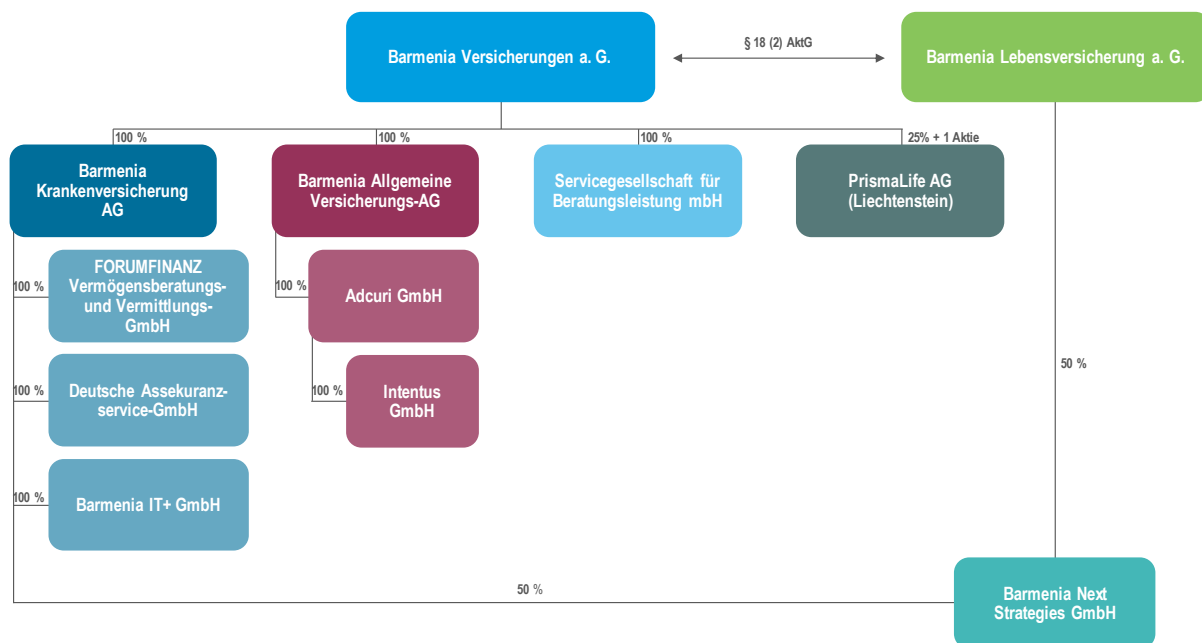 Barmenia Versicherungen a. G.
§ 18 (2) AktG
Barmenia Lebensversicherung a. G.
100 %
100 %
100 %
25% + 1 Aktie
Barmenia
Krankenversicherung
AG
Barmenia Allgemeine
Versicherungs-AG
Servicegesellschaft für
Beratungsleistung mbH
PrismaLife AG
(Liechtenstein)
100 %
FORUMFINANZ
Vermögensberatungs-
und Vermittlungs-
GmbH
100 %
Adcuri GmbH
100 %
Deutsche Assekuranz-
service-GmbH
100 %
Intentus
GmbH
50 %
100 %
Barmenia IT+ GmbH
50 %
Barmenia Next
Strategies GmbH